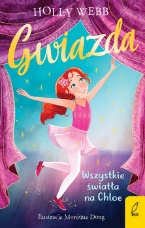 HOLLY WEBB
Gwiazda
Wszystkie
światła
na Chloe
Ilustracje Monique Dong